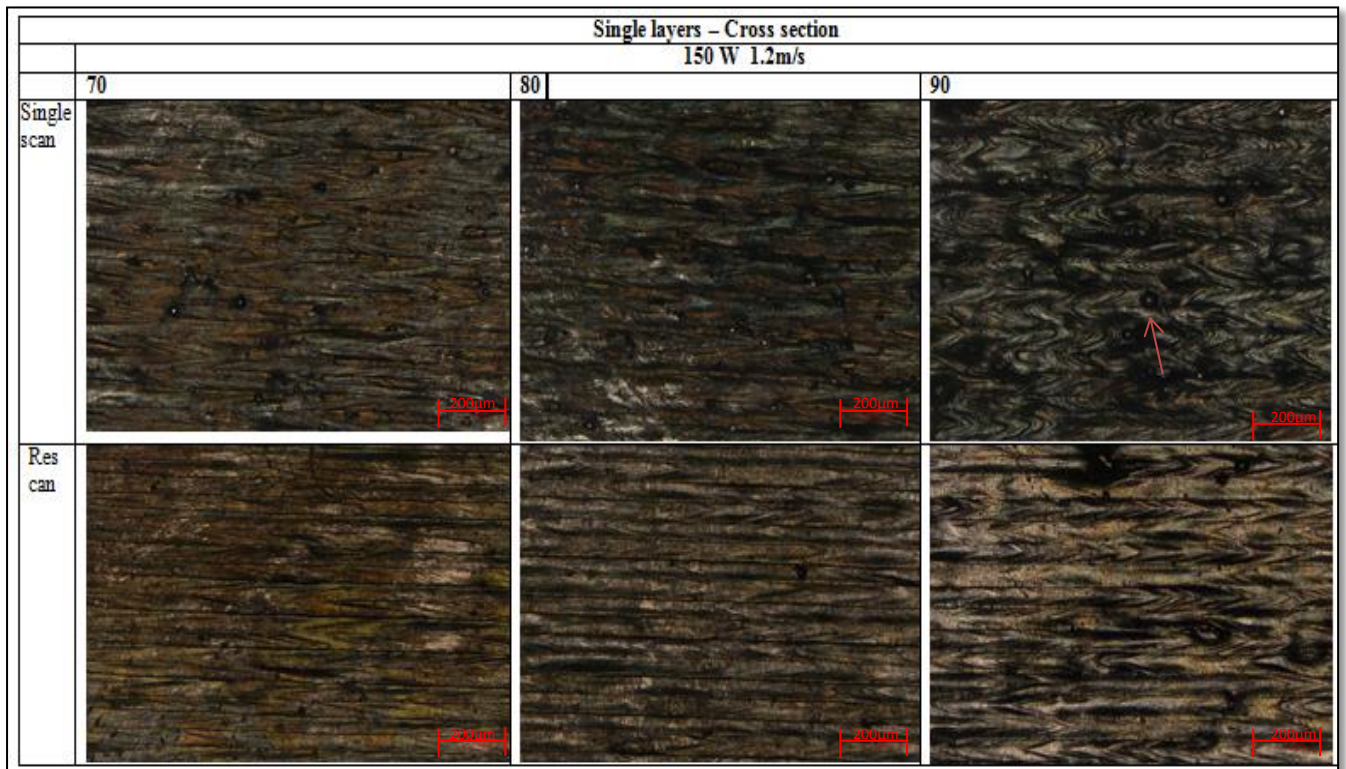 Single layers – Cross section
150 W 1.2m/s
70
80
90
Single
scan
200µm
200µm
200µm
Res
can
200µm
200µm
200µm